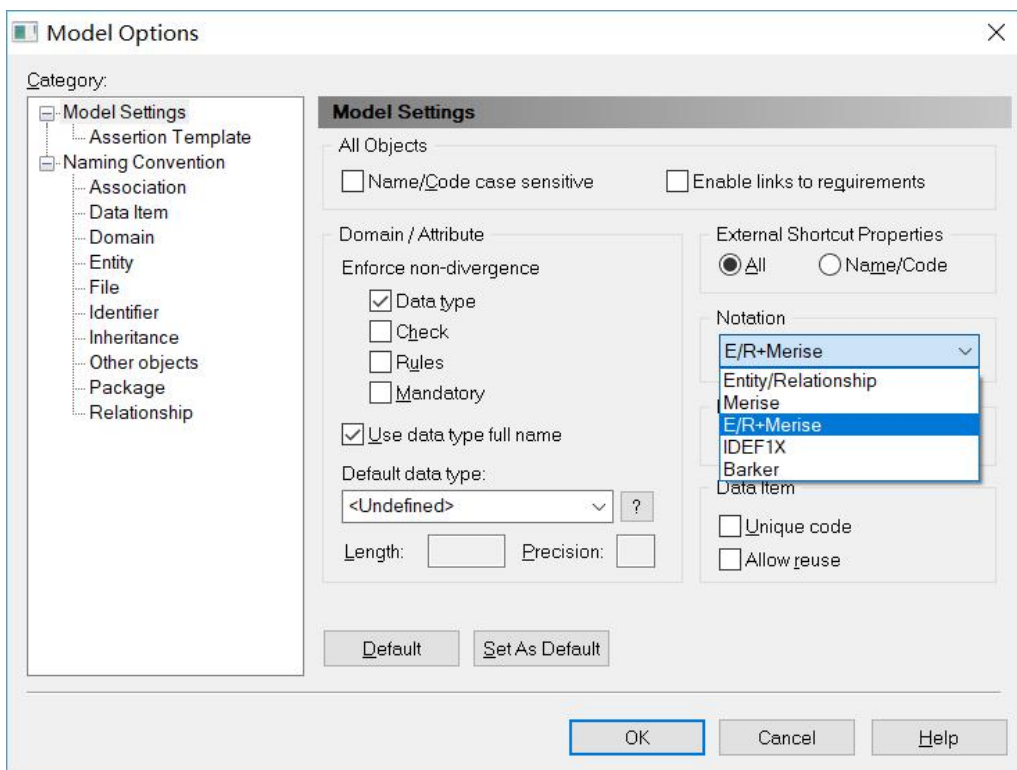 Model Options
Category:
Model Settings
Assertion Template
Naming Convention
Association
Data Item
Domain
Entity
File
Identifier
Inheritance
Other objects
Package
Relationship
Model Settings
All Objects
Name/Code case sensitive
Enable links to requirements
Domain / Attribute
Enforce non-divergence
Data type
Check
Rules
Mandatory
Use data type full name
Default data type:
<Undefined>
?
Length:
Precision:
External Shortcut Properties
All
Name/Code
Notation
E/R+Merise
Entity/Relationship
Merise
E/R+Merise
IDEF1X
Barker
Data Item
Unique code
Allow reuse
Default
Set As Default
OK
Cancel
Help